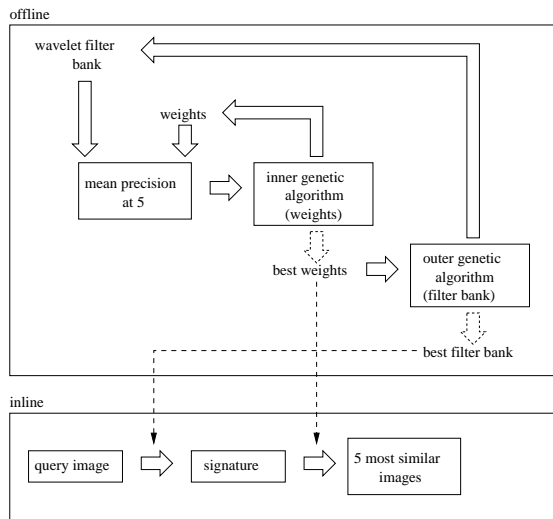 offline
wavelet filter
bank
weights
mean precision
at 5
inner genetic
algorithm
(weights)
best weights
outer genetic
algorithm
(filter bank)
best filter bank
inline
query image
signature
5 most similar
images